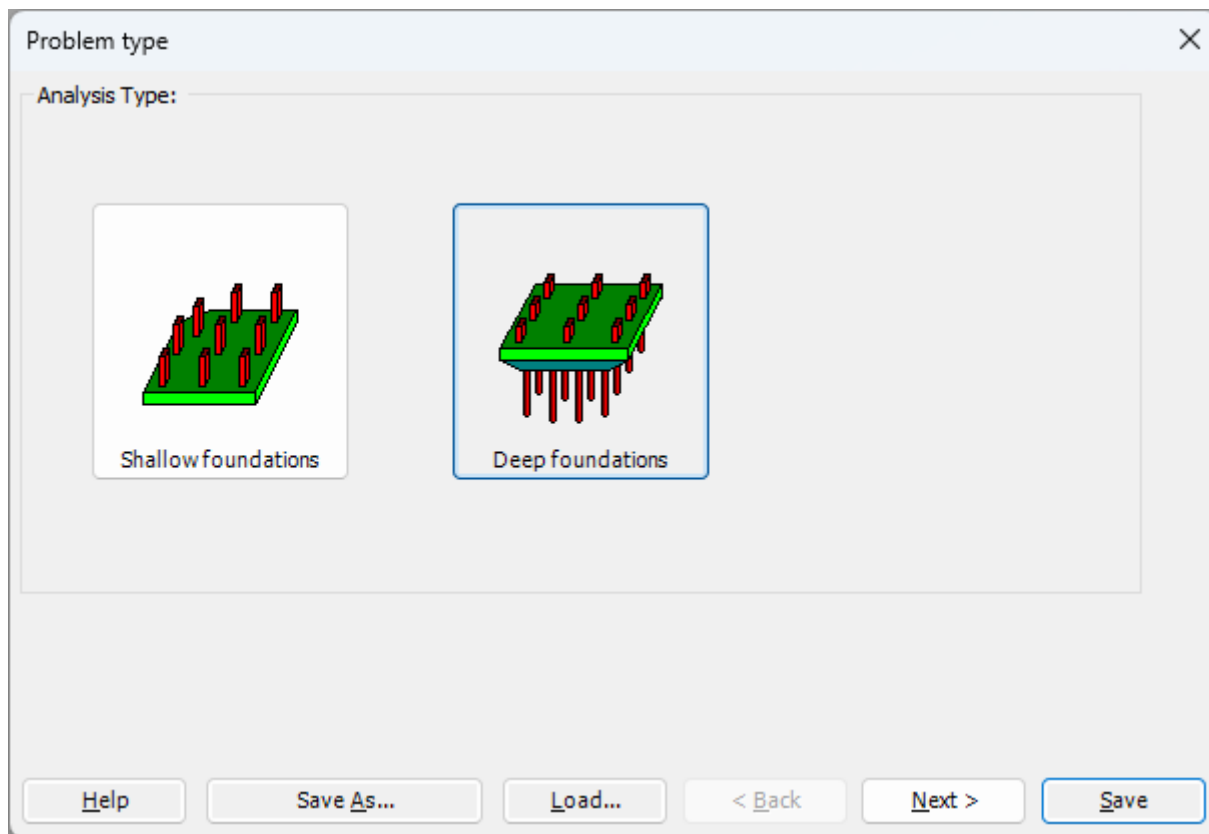 Problem type
Analysis Type:
Shallow foundations
Deep foundations
Help
Save As...
Load...
< Back
Next >
Save